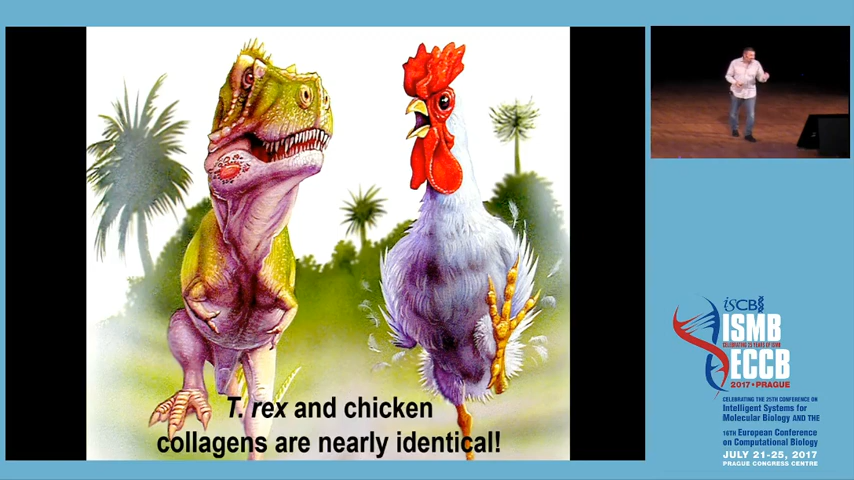 T. rex and chicken
collagens are nearly identical!
iSCB
ISMB
CELEBRATING 25 YEARS OF ISMB
ECCB
2017 • PRAGUE
CELEBRATING THE 25TH CONFERENCE ON
Intelligent Systems for
Molecular Biology AND THE
16TH European Conference
on Computational Biology
JULY 21-25, 2017
PRAGUE CONGRESS CENTRE